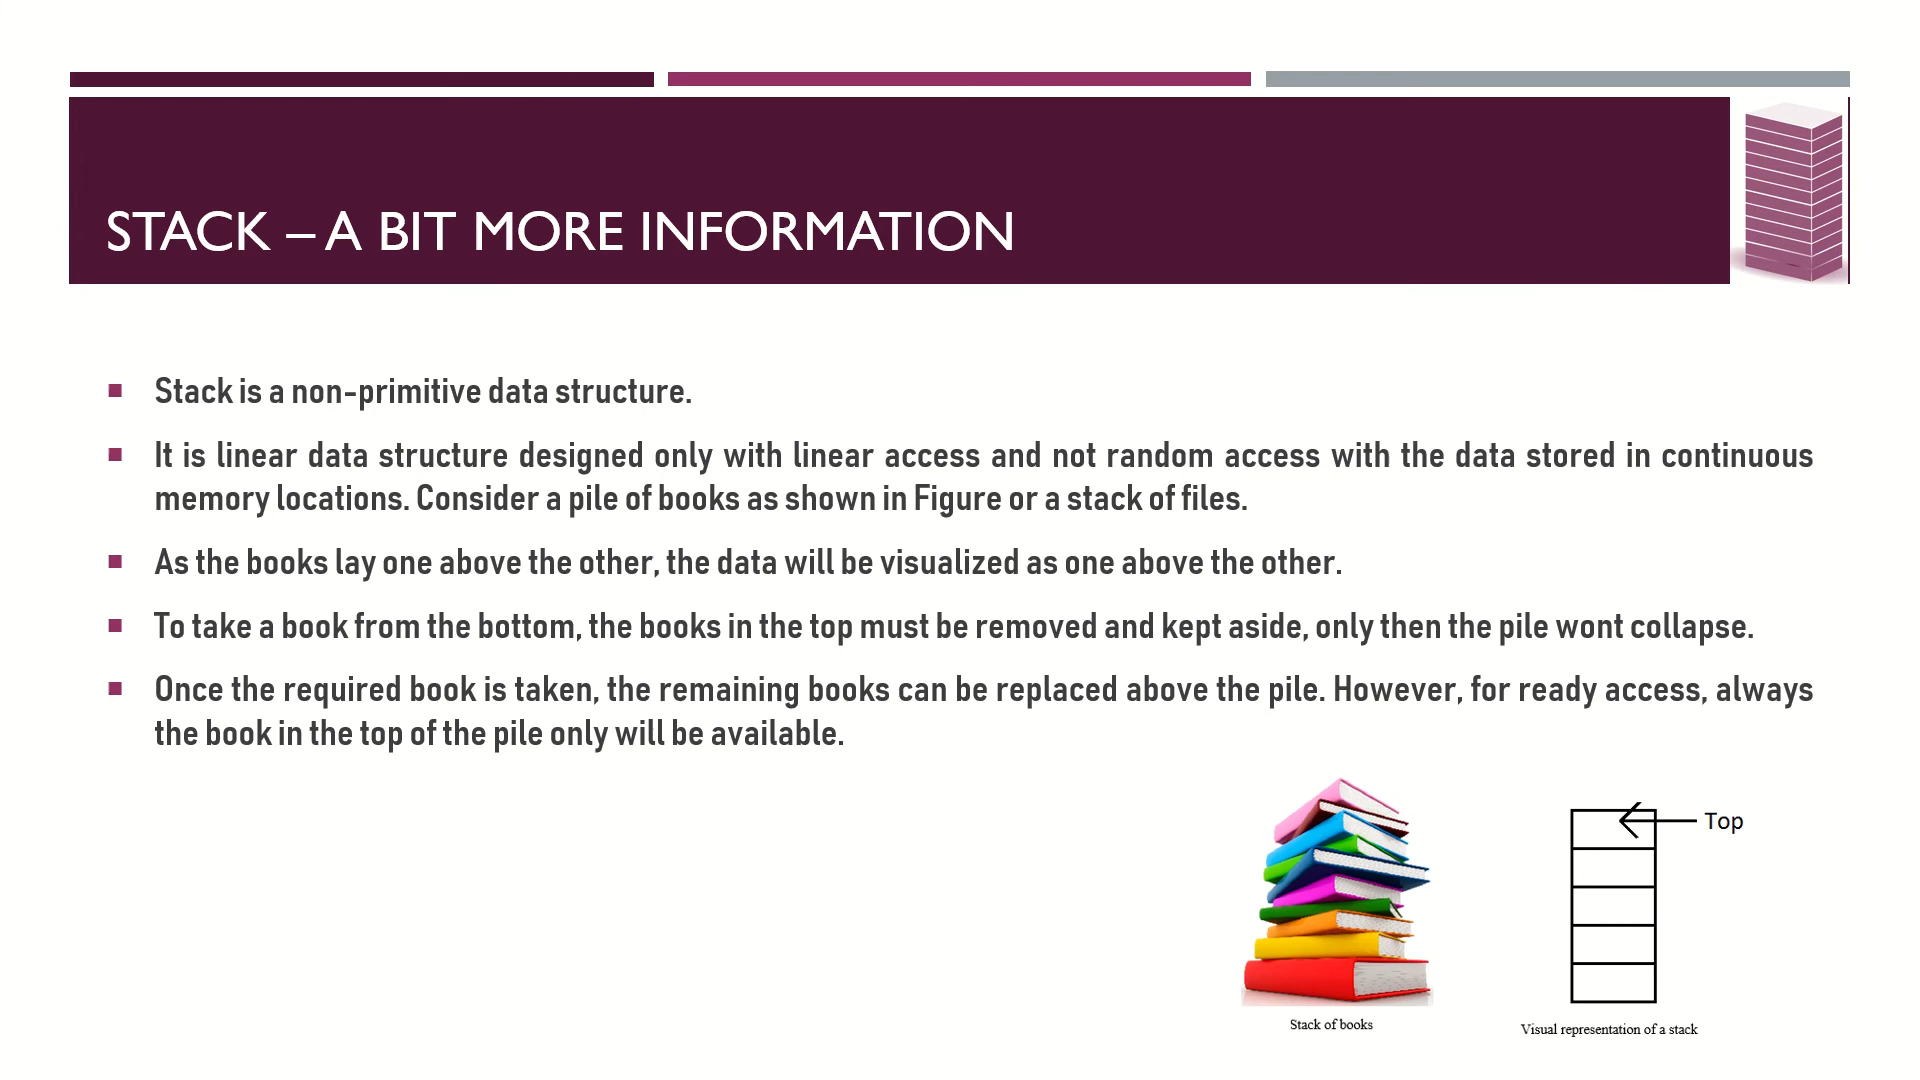 STACK – A BIT MORE INFORMATION
Stack is a non-primitive data structure.
It is linear data structure designed only with linear access and not random access with the data stored in continuous
memory locations. Consider a pile of books as shown in Figure or a stack of files.
As the books lay one above the other, the data will be visualized as one above the other.
To take a book from the bottom, the books in the top must be removed and kept aside, only then the pile wont collapse.
Once the required book is taken, the remaining books can be replaced above the pile. However, for ready access, always
the book in the top of the pile only will be available.
Top
Stack of books
Visual representation of a stack